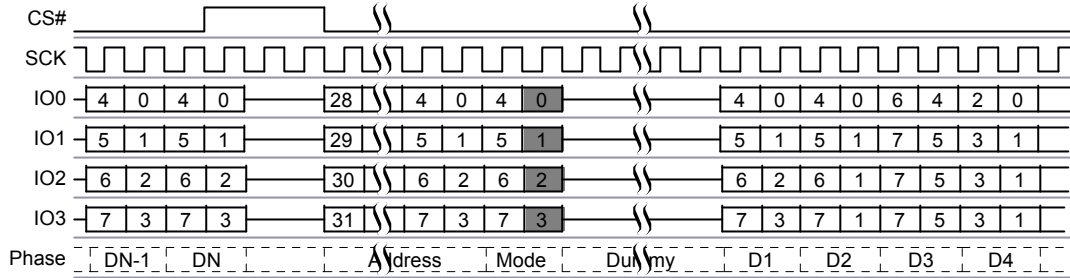 CS#
SCK
IO0 4 0 4 0 28 4 0 4 0 4 0 4 0 6 4 2 0
IO1 5 1 5 1 29 5 1 5 1 5 1 5 1 7 5 3 1
IO2 6 2 6 2 30 6 2 6 2 6 2 6 1 7 5 3 1
IO3 7 3 7 3 31 7 3 7 3 7 3 7 1 7 5 3 1
Phase DN-1 DN Address Mode Dummy D1 D2 D3 D4